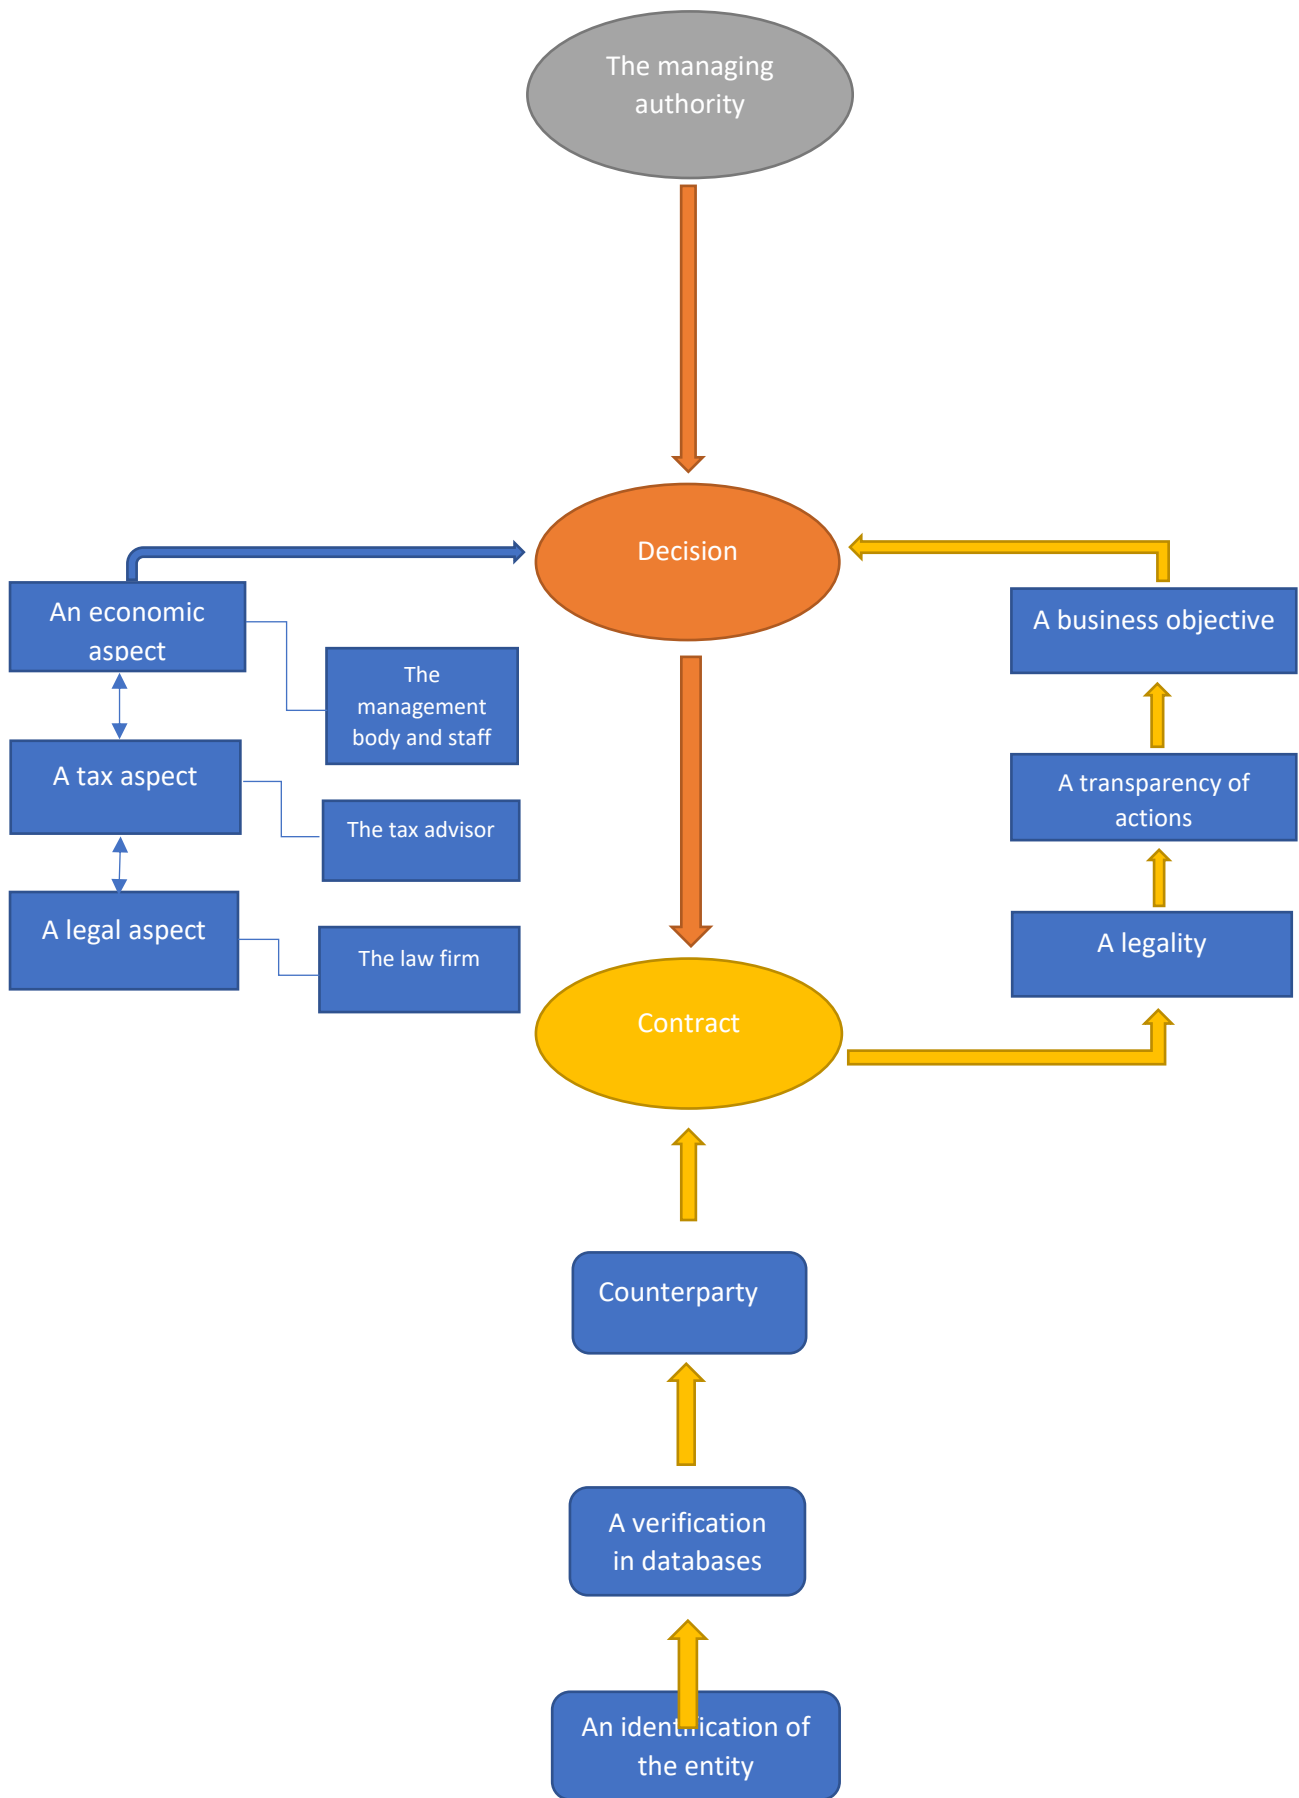 The managing
authority
Decision
An economic
aspect
The
management
body and staff
A tax aspect
The tax advisor
A legal aspect
The law firm
A business objective
A transparency of
actions
A legality
Contract
Counterparty
A verification
in databases
An identification of
the entity